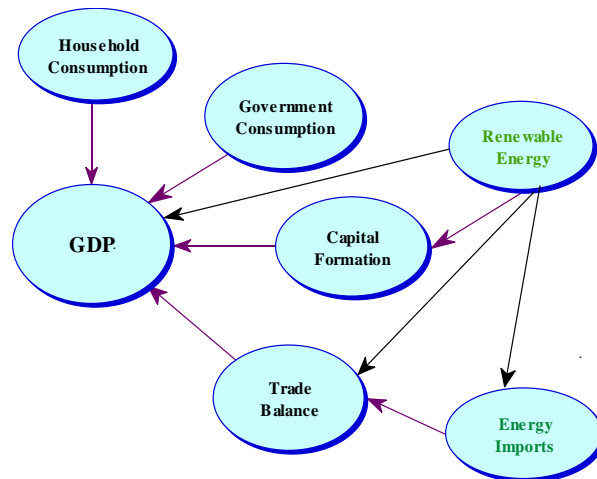 Household
Consumption
Government
Consumption
Renewable
Energy
GDP
Capital
Formation
Trade
Balance
Energy
Imports